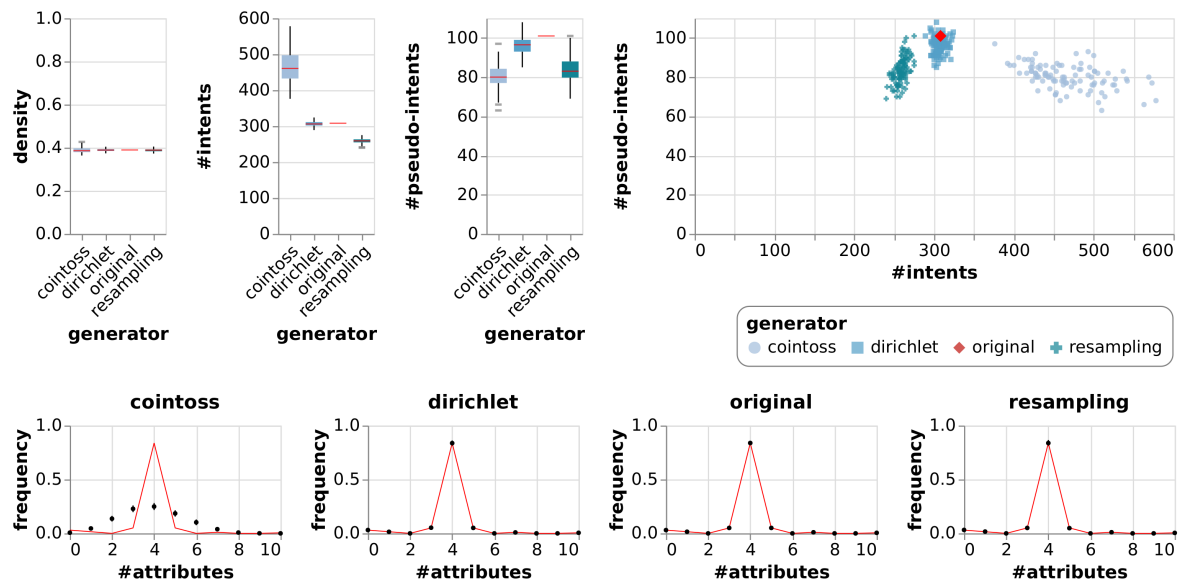 density
1.0
0.8
0.6
0.4
0.2
0.0
cointoss
dirichlet
original
resampling
generator
#intents
600
500
400
300
200
100
0
cointoss
dirichlet
original
resampling
generator
#pseudo-intents
100
80
60
40
20
0
cointoss
dirichlet
original
resampling
generator
#pseudo-intents
100
80
60
40
20
0
0 100 200 300 400 500 600
#intents
generator
cointoss dirichlet original resampling
cointoss
frequency
1.0
0.5
0.0
0 2 4 6 8 10
#attributes
dirichlet
frequency
1.0
0.5
0.0
0 2 4 6 8 10
#attributes
original
frequency
1.0
0.5
0.0
0 2 4 6 8 10
#attributes
resampling
frequency
1.0
0.5
0.0
0 2 4 6 8 10
#attributes